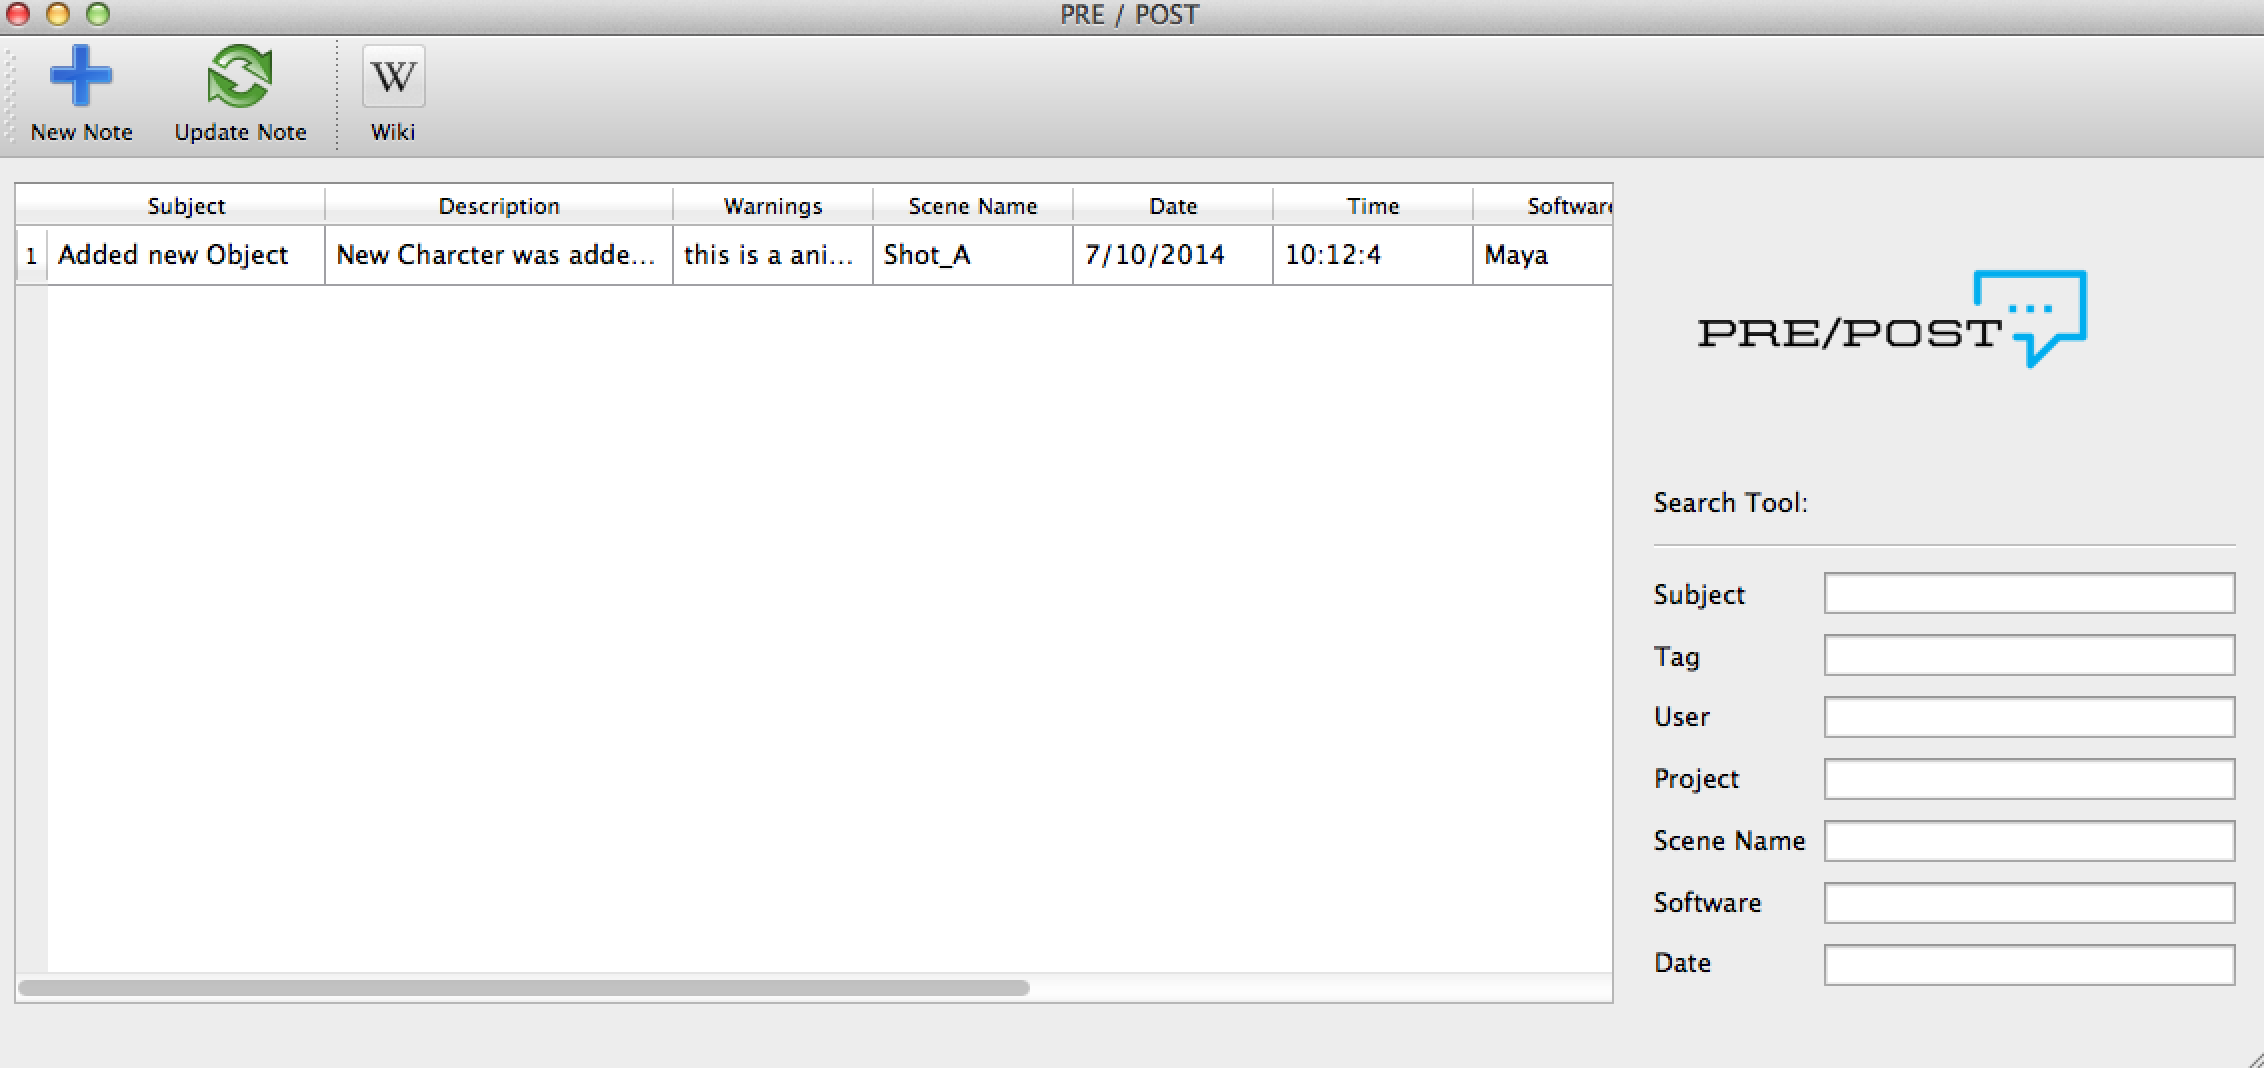 PRE / POST
New Note Update Note W Wiki
Subject Description Warnings Scene Name Date Time Software
1 Added new Object New Charcter was adde... this is a ani... Shot_A 7/10/2014 10:12:4 Maya
PRE/POST
Search Tool:
Subject
Tag
User
Project
Scene Name
Software
Date